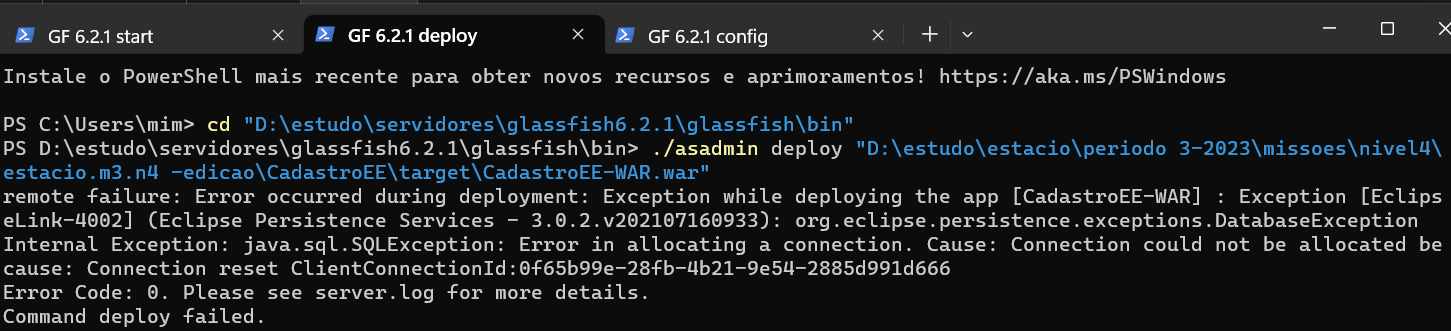 GF 6.2.1 start
GF 6.2.1 deploy
GF 6.2.1 config
Instale o PowerShell mais recente para obter novos recursos e aprimoramentos! https://aka.ms/PSWindows
PS C:\Users\mim> cd "D:\estudo\servidores\glassfish6.2.1\glassfish\bin"
PS D:\estudo\servidores\glassfish6.2.1\glassfish\bin> ./asadmin deploy "D:\estudo\estacio\periodo 3-2023\missoes\nivel4\
estacio.m3.n4 -edicao\CadastroEE\target\CadastroEE-WAR.war"
remote failure: Error occurred during deployment: Exception while deploying the app [CadastroEE-WAR] : Exception [Eclips
eLink-4002] (Eclipse Persistence Services - 3.0.2.v202107160933): org.eclipse.persistence.exceptions.DatabaseException
Internal Exception: java.sql.SQLException: Error in allocating a connection. Cause: Connection could not be allocated be
cause: Connection reset ClientConnectionId:0f65b99e-28fb-4b21-9e54-2885d991d666
Error Code: 0. Please see server.log for more details.
Command deploy failed.